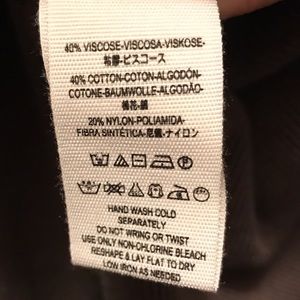 40% VISCOSE-VISCOSA-VISKOSE-
粘膠-ビスコース
40% COTTON-COTON-ALGODÓN-
COTONE-BAUMWOLLE-ALGODÃO-
棉花-綿
20% NYLON-POLIAMIDA-
FIBRA SINTÉTICA-尼龍-ナイロン
HAND WASH COLD
SEPARATELY
DO NOT WRING OR TWIST
USE ONLY NON-CHLORINE BLEACH
RESHAPE & LAY FLAT TO DRY
LOW IRON AS NEEDED